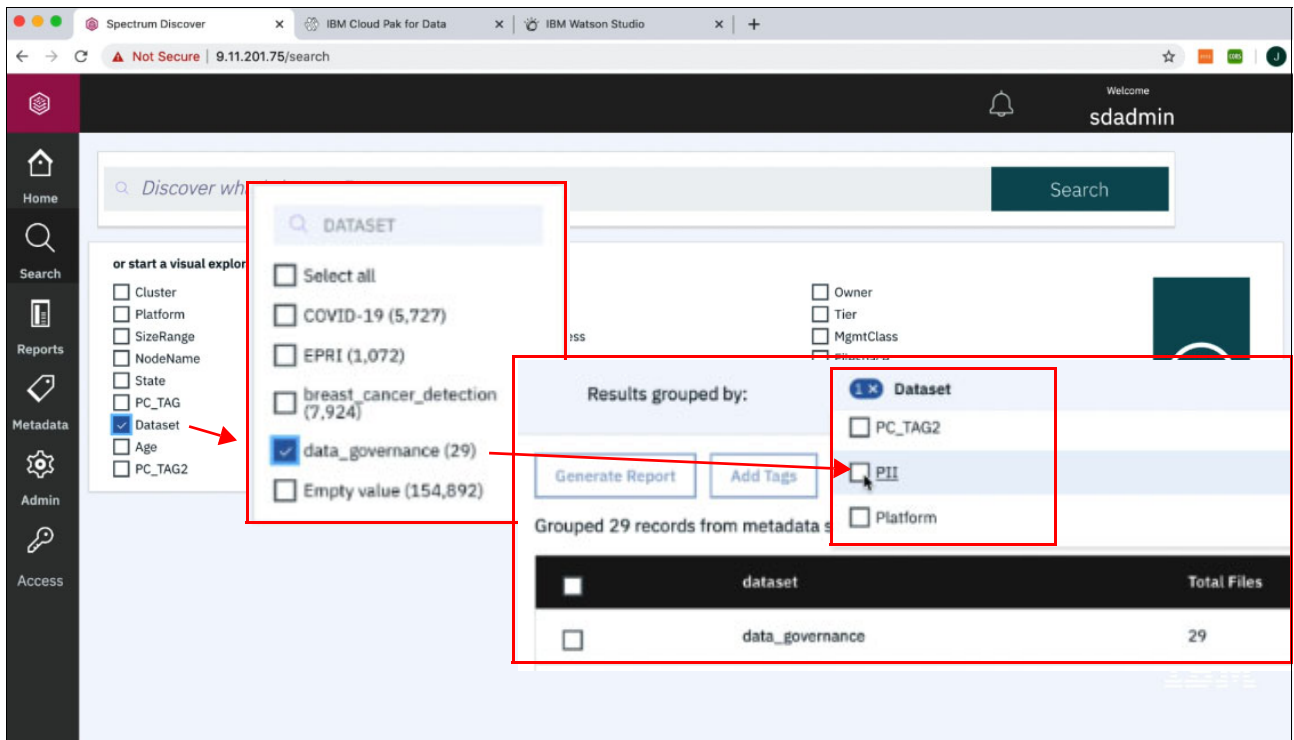 Spectrum Discover
IBM Cloud Pak for Data
IBM Watson Studio
Not Secure | 9.11.201.75/search
COES
J
Welcome
sdadmin
Home
Search
Reports
Metadata
Admin
Access
Discover wh
Search
or start a visual explor
Cluster
Platform
SizeRange
NodeName
State
PC_TAG
Dataset
Age
PC_TAG2
DATASET
Select all
COVID-19 (5,727)
EPRI (1,072)
breast_cancer_detection
(7,924)
data_governance (29)
Empty value (154,892)
ess
Owner
Tier
MgmtClass
Filespace
Results grouped by:
1 × Dataset
PC_TAG2
PII
Platform
Generate Report
Add Tags
Grouped 29 records from metadata s
dataset
Total Files
data_governance
29